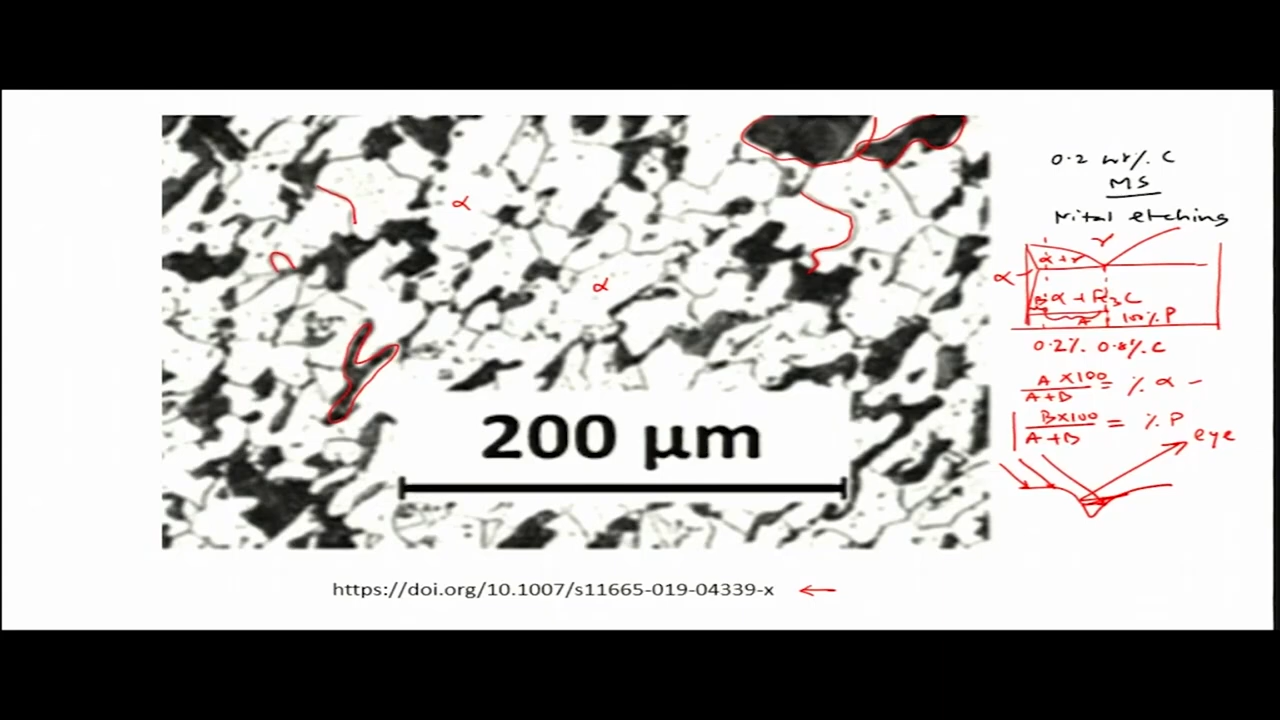 α
α
200 μm
https://doi.org/10.1007/s11665-019-04339-x
0.2 wt%. C
MS
Nital etching
γ
α+γ
α
α + Fe3C
B
A
100%. P
0.2%. 0.8%. C
A×100 / A+B = %. α
B×100 / A+B = %. P
eye